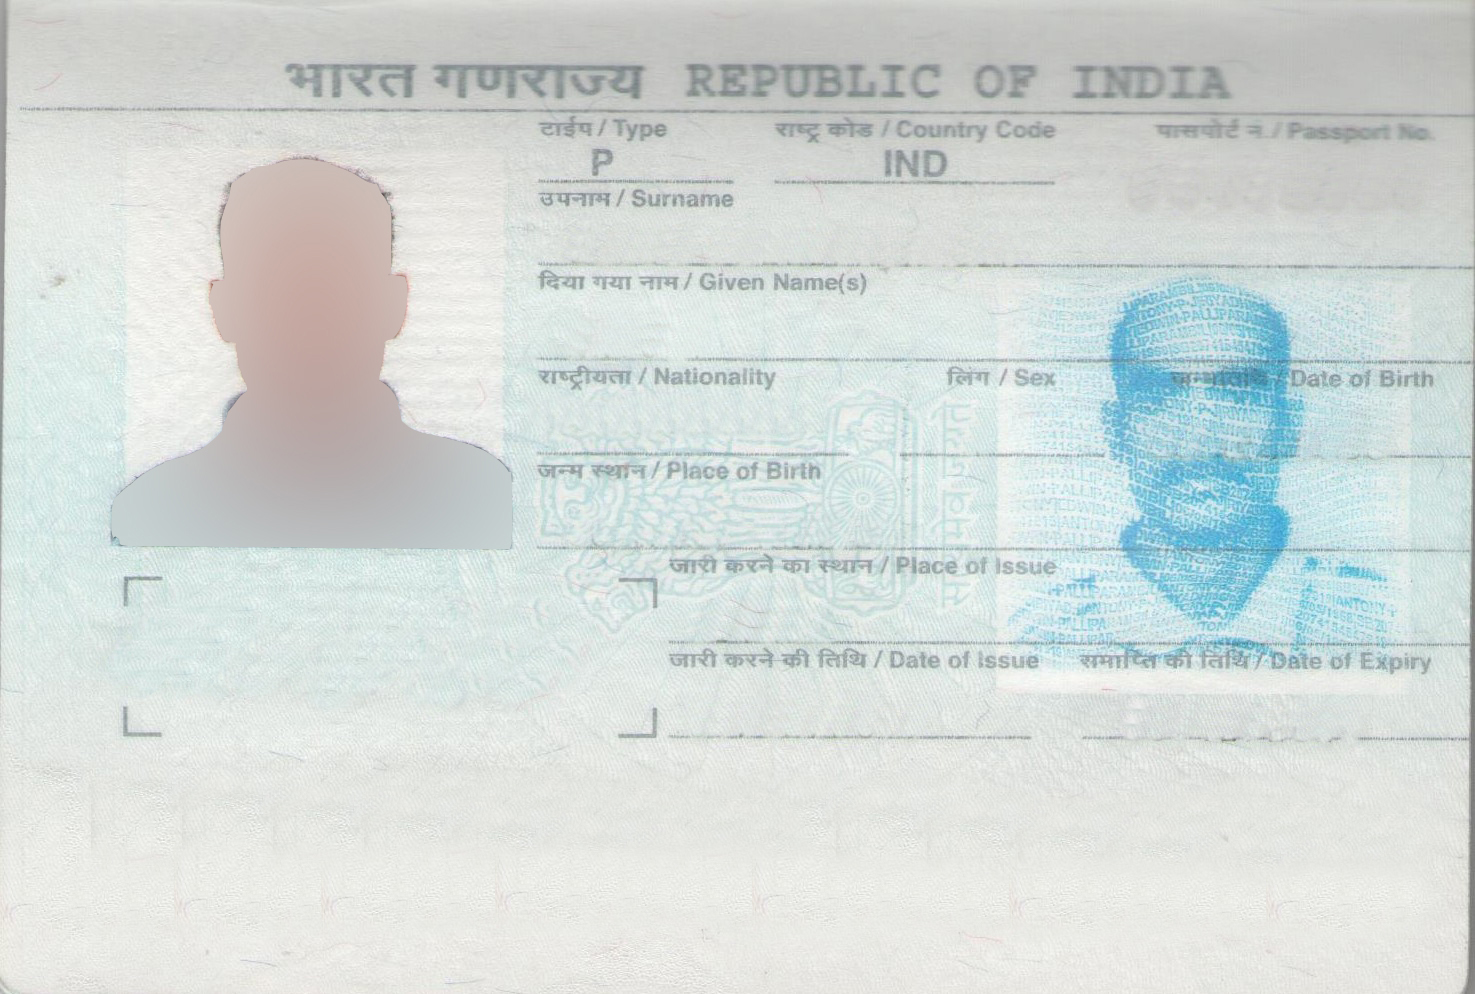 भारत गणराज्य REPUBLIC OF INDIA
टाईप / Type राष्ट्र कोड / Country Code पासपोर्ट नं. / Passport No.
P IND
उपनाम / Surname
दिया गया नाम / Given Name(s)
राष्ट्रीयता / Nationality लिंग / Sex जन्मतिथि / Date of Birth
जन्म स्थान / Place of Birth
जारी करने का स्थान / Place of Issue
जारी करने की तिथि / Date of Issue समाप्ति की तिथि / Date of Expiry